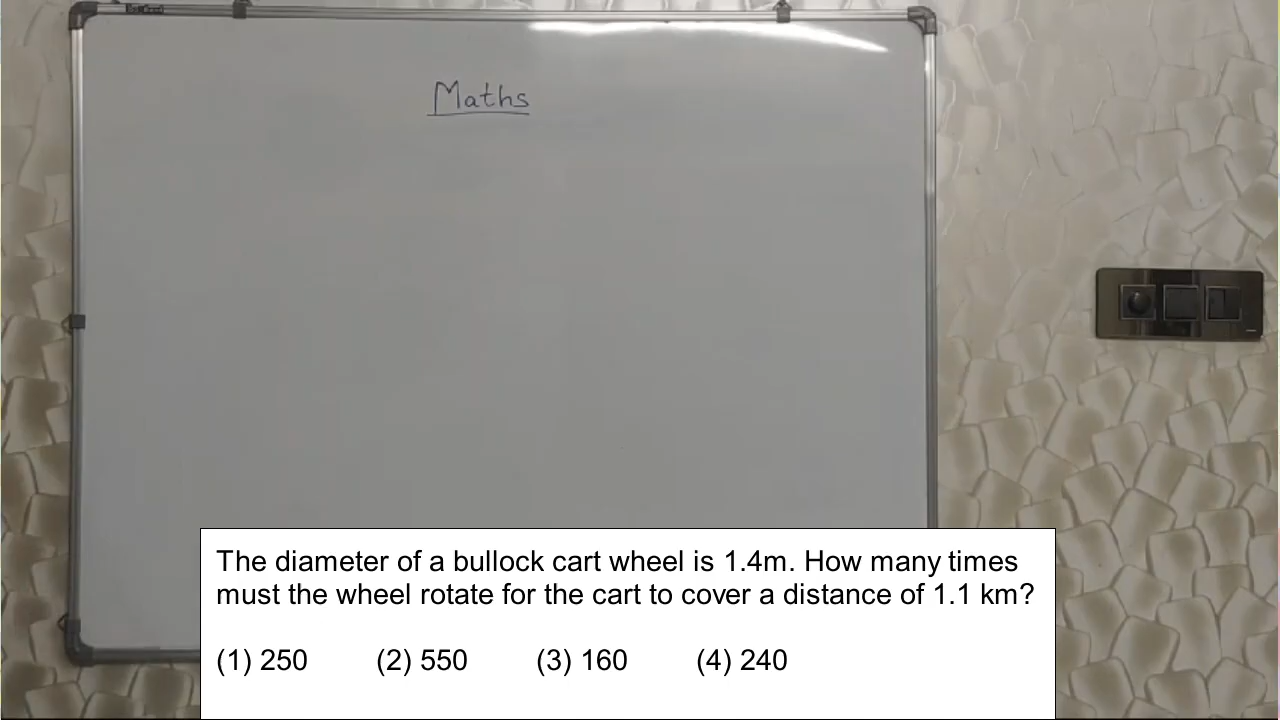 Maths
The diameter of a bullock cart wheel is 1.4m. How many times
must the wheel rotate for the cart to cover a distance of 1.1 km?
(1) 250 (2) 550 (3) 160 (4) 240